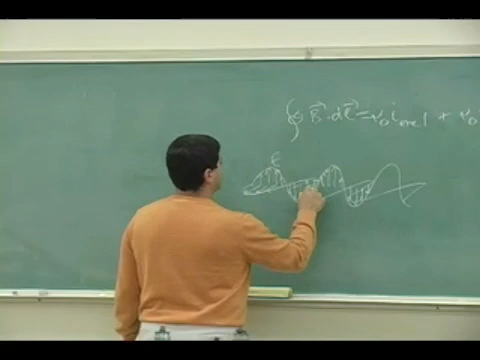 ∮ B⃗·dℓ⃗ = μ₀ i_encl + μ₀
E